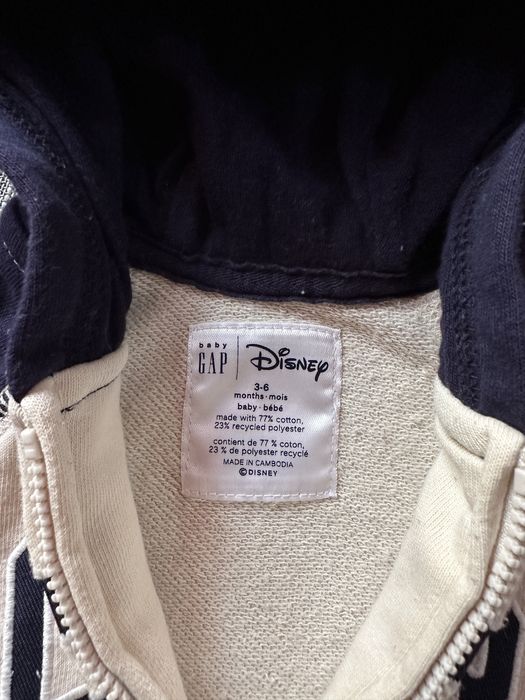 baby
GAP
Disney
3-6
months • mois
baby • bébé
made with 77% cotton,
23% recycled polyester
contient de 77 % coton,
23 % de polyester recyclé
MADE IN CAMBODIA
©DISNEY